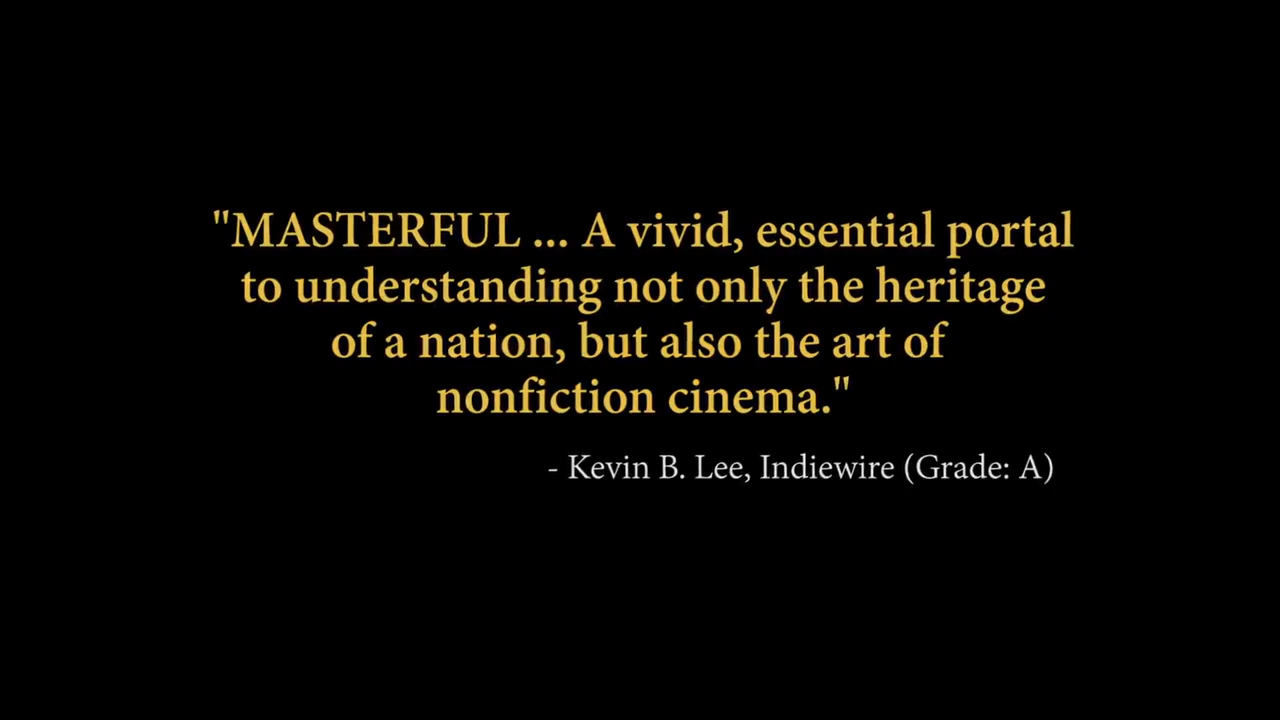 "MASTERFUL ... A vivid, essential portal
to understanding not only the heritage
of a nation, but also the art of
nonfiction cinema."
- Kevin B. Lee, Indiewire (Grade: A)